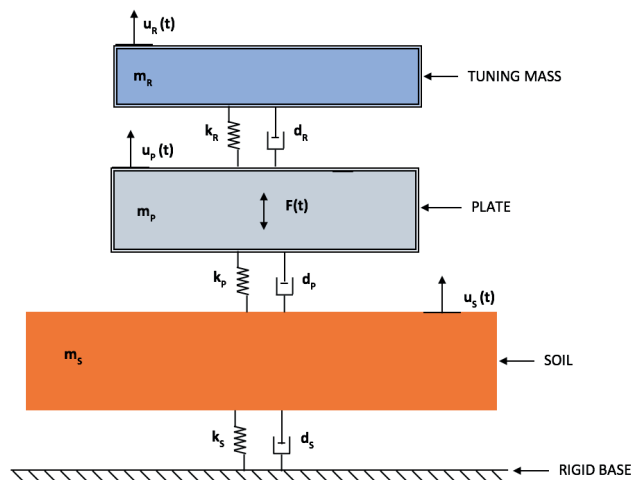 u_R(t)
m_R
TUNING MASS
k_R
d_R
u_P(t)
m_P
F(t)
PLATE
k_P
d_P
u_S(t)
m_S
SOIL
k_S
d_S
RIGID BASE